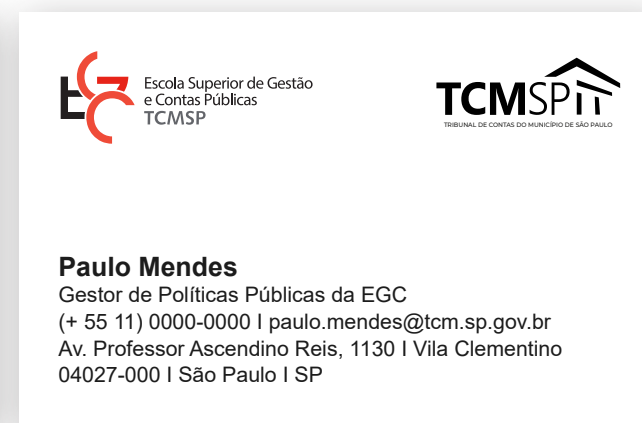 EGC
Escola Superior de Gestão
e Contas Públicas
TCMSP
TCMSP
TRIBUNAL DE CONTAS DO MUNICÍPIO DE SÃO PAULO
Paulo Mendes
Gestor de Políticas Públicas da EGC
(+ 55 11) 0000-0000 I paulo.mendes@tcm.sp.gov.br
Av. Professor Ascendino Reis, 1130 I Vila Clementino
04027-000 I São Paulo I SP